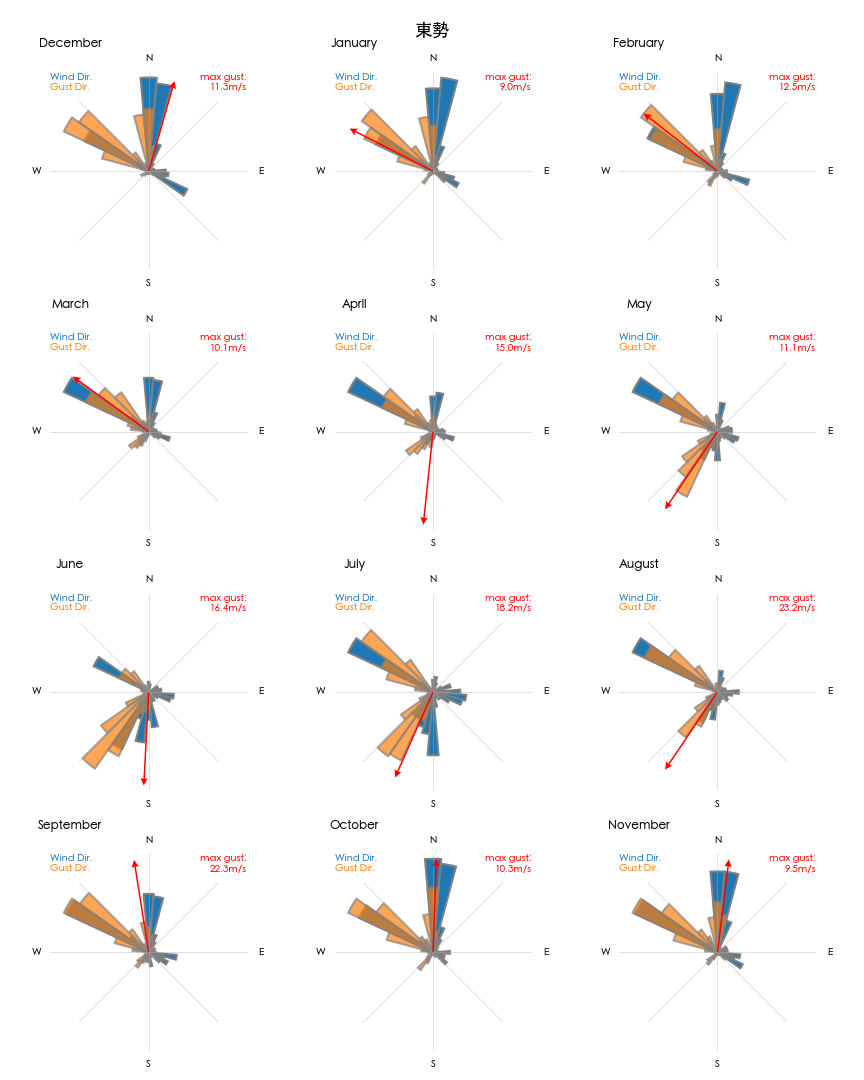 東勢
December
January
February
N
N
N
Wind Dir.
Gust Dir.
max gust:
11.3m/s
Wind Dir.
Gust Dir.
max gust:
9.0m/s
Wind Dir.
Gust Dir.
max gust:
12.5m/s
W
E
W
E
W
E
S
S
S
March
April
May
N
N
N
Wind Dir.
Gust Dir.
max gust:
10.1m/s
Wind Dir.
Gust Dir.
max gust:
15.0m/s
Wind Dir.
Gust Dir.
max gust:
11.1m/s
W
E
W
E
W
E
S
S
S
June
July
August
N
N
N
Wind Dir.
Gust Dir.
max gust:
16.4m/s
Wind Dir.
Gust Dir.
max gust:
18.2m/s
Wind Dir.
Gust Dir.
max gust:
23.2m/s
W
E
W
E
W
E
S
S
S
September
October
November
N
N
N
Wind Dir.
Gust Dir.
max gust:
22.3m/s
Wind Dir.
Gust Dir.
max gust:
10.3m/s
Wind Dir.
Gust Dir.
max gust:
9.5m/s
W
E
W
E
W
E
S
S
S